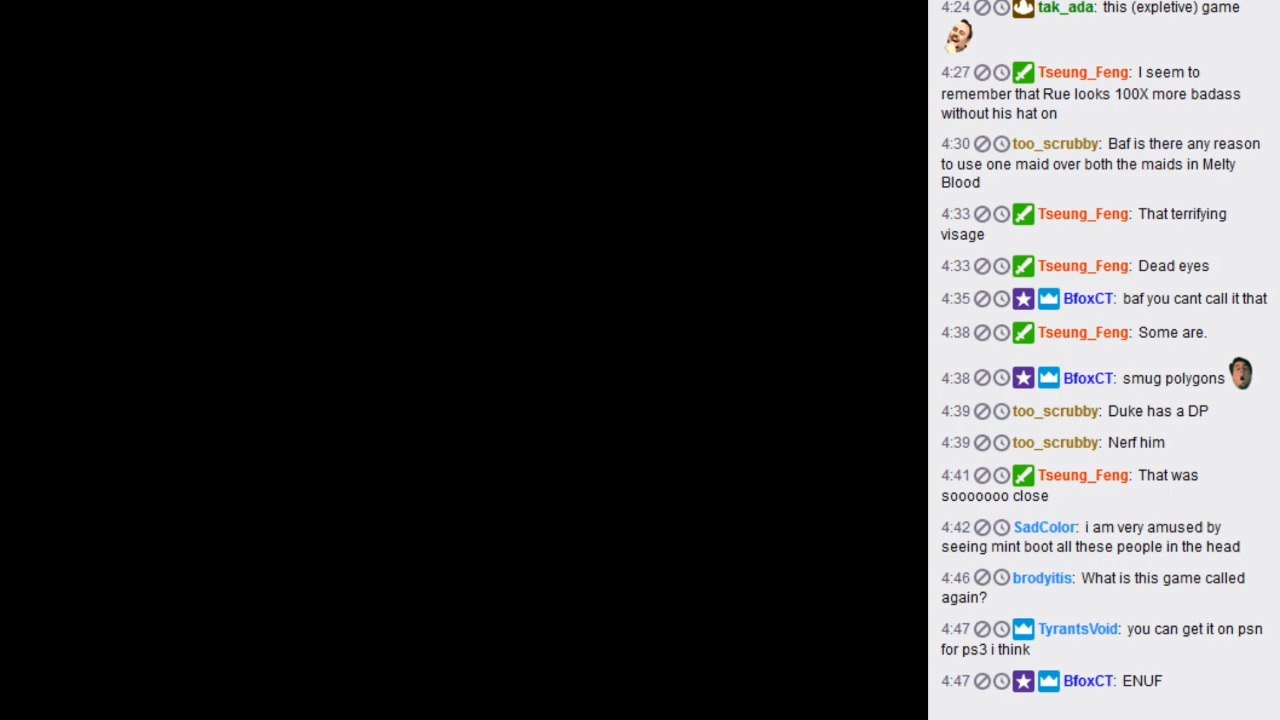 4:24 tak_ada: this (expletive) game
4:27 Tseung_Feng: I seem to
remember that Rue looks 100X more badass
without his hat on
4:30 too_scrubby: Baf is there any reason
to use one maid over both the maids in Melty
Blood
4:33 Tseung_Feng: That terrifying
visage
4:33 Tseung_Feng: Dead eyes
4:35 BfoxCT: baf you cant call it that
4:38 Tseung_Feng: Some are.
4:38 BfoxCT: smug polygons
4:39 too_scrubby: Duke has a DP
4:39 too_scrubby: Nerf him
4:41 Tseung_Feng: That was
sooooooo close
4:42 SadColor: i am very amused by
seeing mint boot all these people in the head
4:46 brodyitis: What is this game called
again?
4:47 TyrantsVoid: you can get it on psn
for ps3 i think
4:47 BfoxCT: ENUF